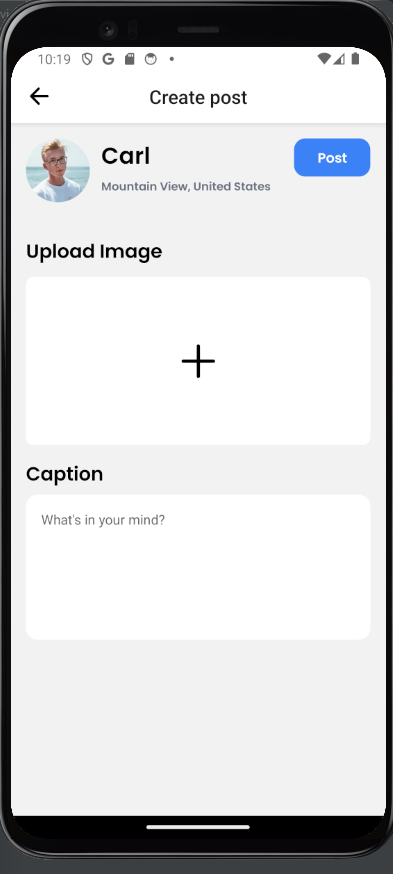 10:19
Create post
Carl
Post
Mountain View, United States
Upload Image
Caption
What's in your mind?